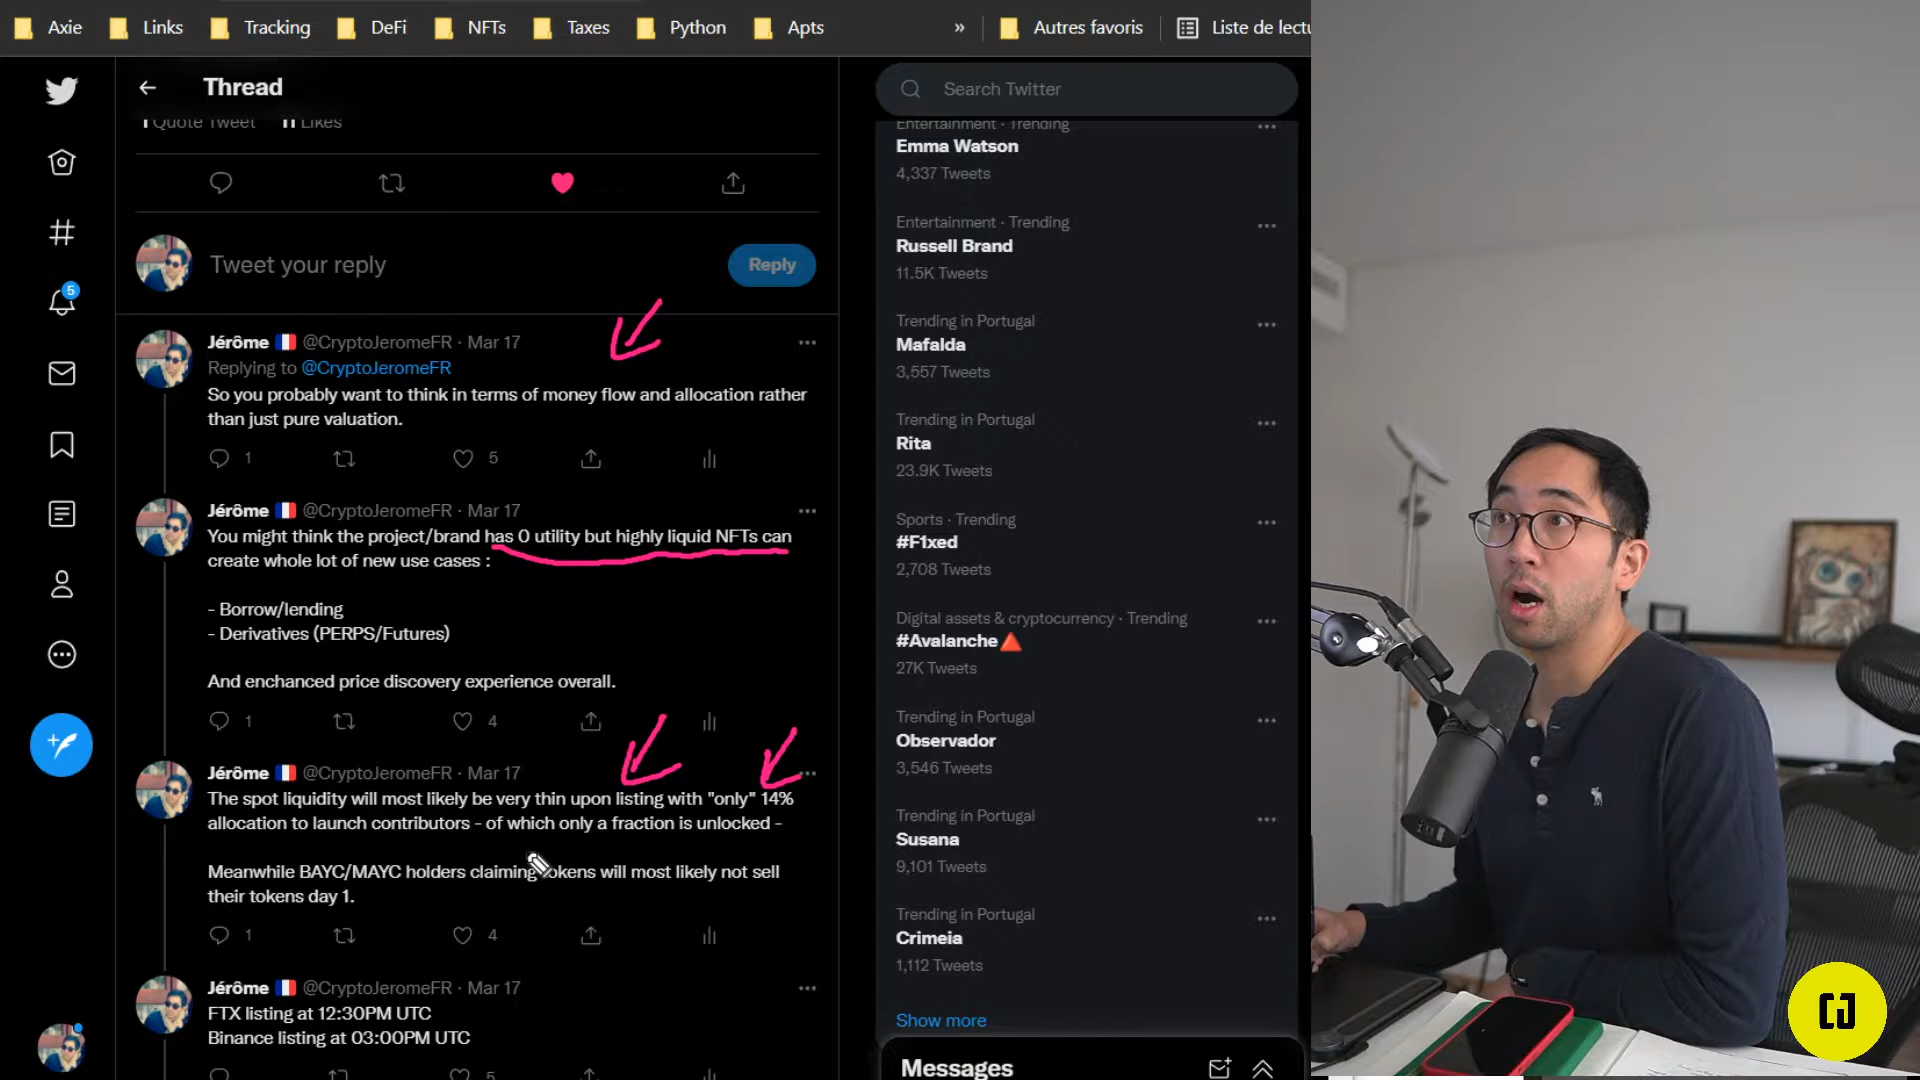 Axie Links Tracking DeFi NFTs Taxes Python Apts » Autres favoris Liste de lectu
Thread
1 Quote Tweet 11 Likes
Tweet your reply
Reply
Jérôme 🇫🇷 @CryptoJeromeFR · Mar 17
Replying to @CryptoJeromeFR
So you probably want to think in terms of money flow and allocation rather
than just pure valuation.
1 5
Jérôme 🇫🇷 @CryptoJeromeFR · Mar 17
You might think the project/brand has 0 utility but highly liquid NFTs can
create whole lot of new use cases :
- Borrow/lending
- Derivatives (PERPS/Futures)
And enchanced price discovery experience overall.
1 4
Jérôme 🇫🇷 @CryptoJeromeFR · Mar 17
The spot liquidity will most likely be very thin upon listing with "only" 14%
allocation to launch contributors - of which only a fraction is unlocked -
Meanwhile BAYC/MAYC holders claiming tokens will most likely not sell
their tokens day 1.
1 4
Jérôme 🇫🇷 @CryptoJeromeFR · Mar 17
FTX listing at 12:30PM UTC
Binance listing at 03:00PM UTC
5
5
Search Twitter
Entertainment · Trending
Emma Watson
4,337 Tweets
Entertainment · Trending
Russell Brand
11.5K Tweets
Trending in Portugal
Mafalda
3,557 Tweets
Trending in Portugal
Rita
23.9K Tweets
Sports · Trending
#F1xed
2,708 Tweets
Digital assets & cryptocurrency · Trending
#Avalanche
27K Tweets
Trending in Portugal
Observador
3,546 Tweets
Trending in Portugal
Susana
9,101 Tweets
Trending in Portugal
Crimeia
1,112 Tweets
Show more
Messages